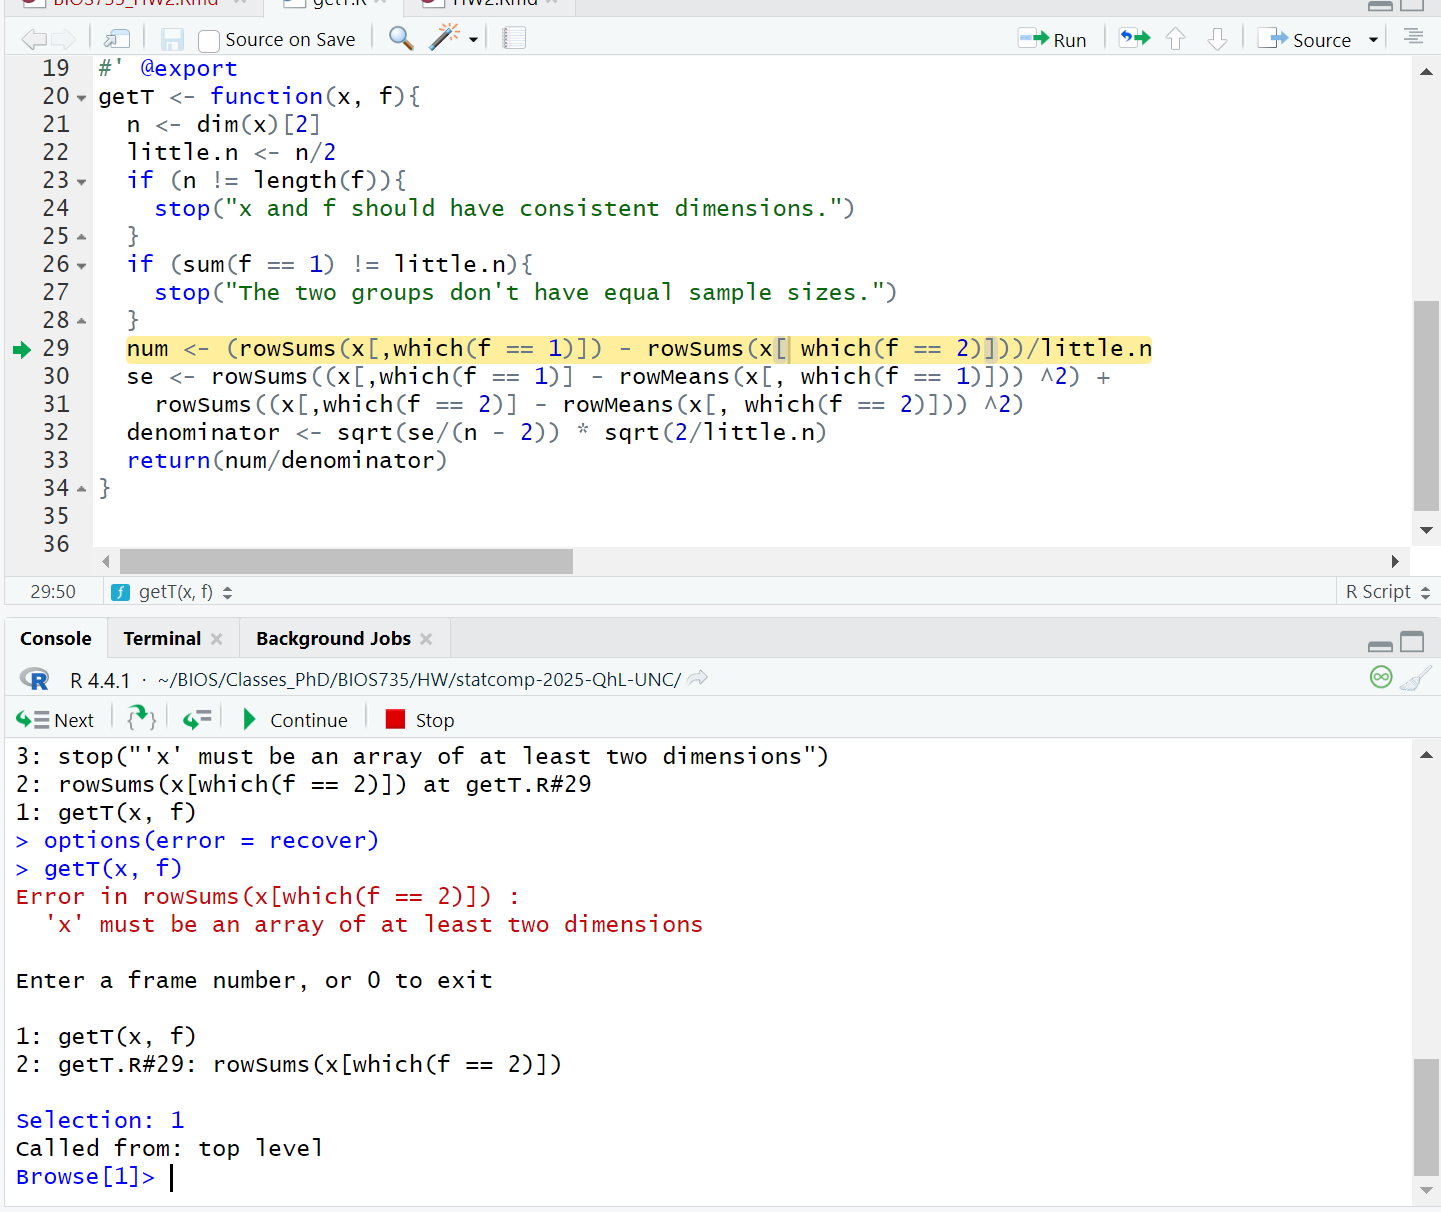 BIOS735_HW2.Rmd getT.R HW2.Rmd
Source on Save Run Source
19 #' @export
20 getT <- function(x, f){
21   n <- dim(x)[2]
22   little.n <- n/2
23   if (n != length(f)){
24     stop("x and f should have consistent dimensions.")
25   }
26   if (sum(f == 1) != little.n){
27     stop("The two groups don't have equal sample sizes.")
28   }
29   num <- (rowSums(x[,which(f == 1)]) - rowSums(x[ which(f == 2)]))/little.n
30   se <- rowSums((x[,which(f == 1)] - rowMeans(x[, which(f == 1)])) ^2) +
31     rowSums((x[,which(f == 2)] - rowMeans(x[, which(f == 2)])) ^2)
32   denominator <- sqrt(se/(n - 2)) * sqrt(2/little.n)
33   return(num/denominator)
34 }
35
36
29:50 f getT(x, f) R Script
Console Terminal Background Jobs
R R 4.4.1 · ~/BIOS/Classes_PhD/BIOS735/HW/statcomp-2025-QhL-UNC/
Next Continue Stop
3: stop("'x' must be an array of at least two dimensions")
2: rowSums(x[which(f == 2)]) at getT.R#29
1: getT(x, f)
> options(error = recover)
> getT(x, f)
Error in rowSums(x[which(f == 2)]) :
  'x' must be an array of at least two dimensions
Enter a frame number, or 0 to exit
1: getT(x, f)
2: getT.R#29: rowSums(x[which(f == 2)])
Selection: 1
Called from: top level
Browse[1]>